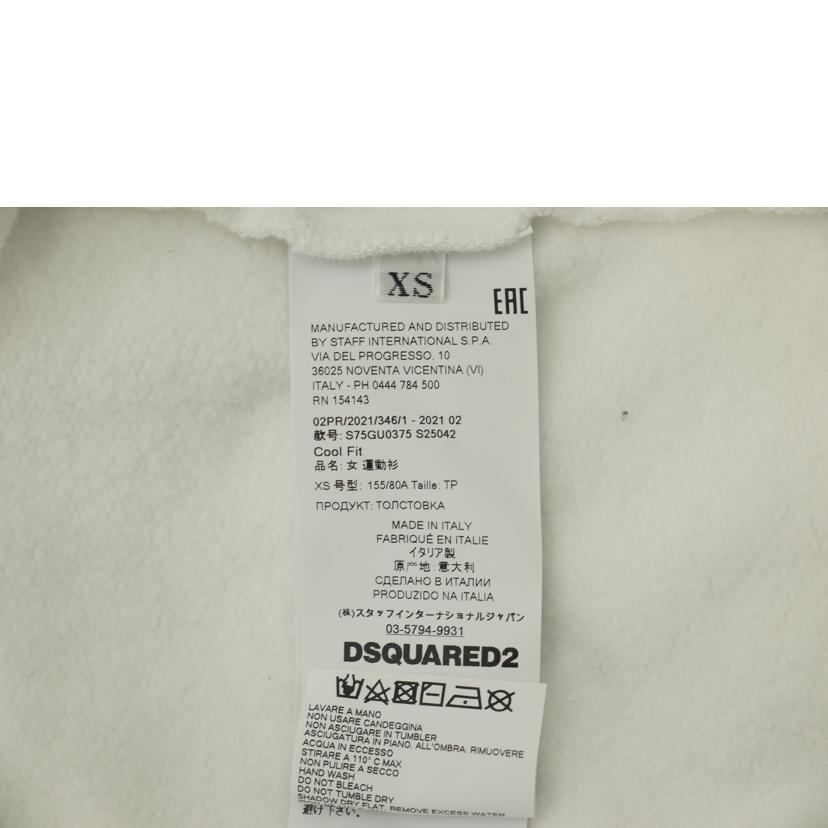 XS
EAC
MANUFACTURED AND DISTRIBUTED
BY STAFF INTERNATIONAL S.P.A.
VIA DEL PROGRESSO, 10
36025 NOVENTA VICENTINA (VI)
ITALY - PH 0444 784 500
RN 154143
02PR/2021/346/1 - 2021 02
款号: S75GU0375 S25042
Cool Fit
品名: 女 運動衫
XS 号型: 155/80A Taille: TP
ПРОДУКТ: ТОЛСТОВКА
MADE IN ITALY
FABRIQUÉ EN ITALIE
イタリア製
原产地: 意大利
СДЕЛАНО В ИТАЛИИ
PRODUZIDO NA ITALIA
(株)スタッフインターナショナルジャパン
03-5794-9931
DSQUARED2
LAVARE A MANO
NON USARE CANDEGGINA
NON ASCIUGARE IN TUMBLER
ASCIUGATURA IN PIANO, ALL'OMBRA, RIMUOVERE
ACQUA IN ECCESSO
STIRARE A 110° C MAX
NON PULIRE A SECCO
HAND WASH
DO NOT BLEACH
DO NOT TUMBLE DRY
SHADOW DRY FLAT, REMOVE EXCESS WATER
避け下さい。